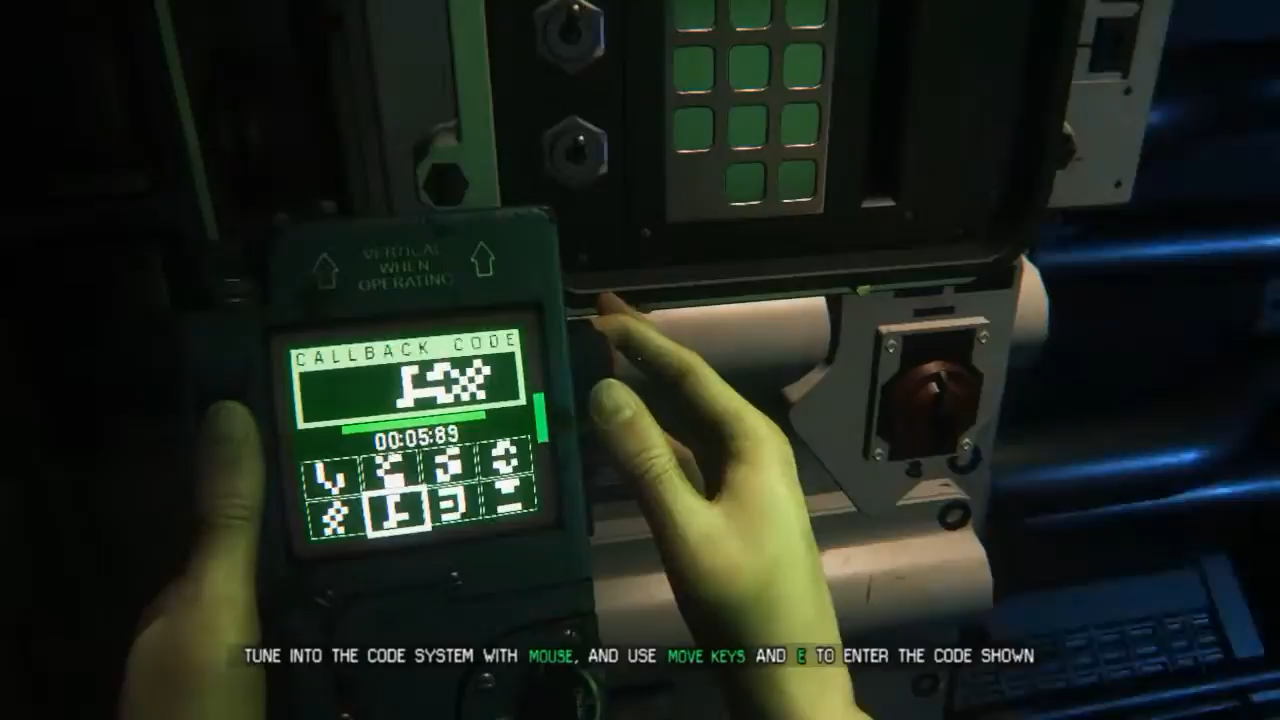 VERTICAL
WHEN
OPERATING
CALLBACK CODE
00:05:89
TUNE INTO THE CODE SYSTEM WITH MOUSE, AND USE MOVE KEYS AND E TO ENTER THE CODE SHOWN